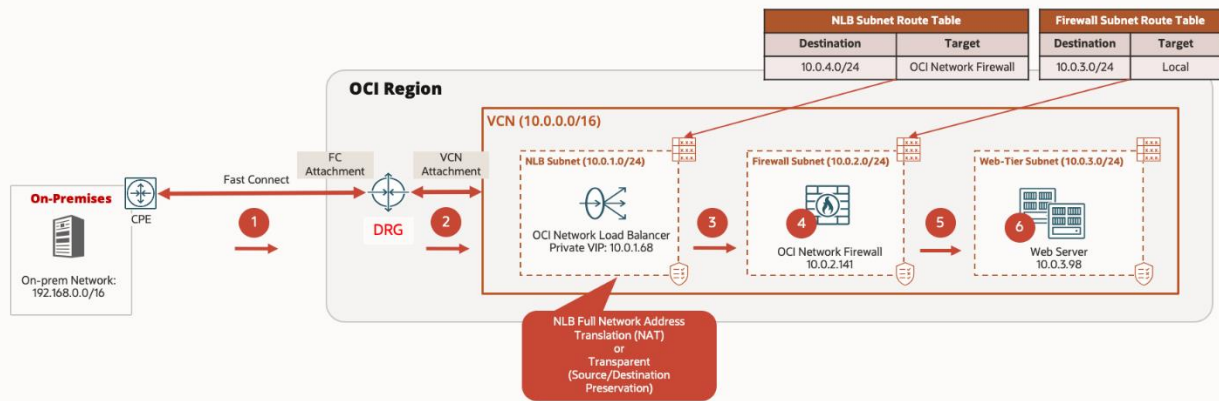 NLB Subnet Route Table
Destination Target
10.0.4.0/24 OCI Network Firewall
Firewall Subnet Route Table
Destination Target
10.0.3.0/24 Local
OCI Region
VCN (10.0.0.0/16)
On-Premises
On-prem Network:
192.168.0.0/16
CPE
Fast Connect
1
FC
Attachment
DRG
VCN
Attachment
2
NLB Subnet (10.0.1.0/24)
OCI Network Load Balancer
Private VIP: 10.0.1.68
3
Firewall Subnet (10.0.2.0/24)
4
OCI Network Firewall
10.0.2.141
5
Web-Tier Subnet (10.0.3.0/24)
6
Web Server
10.0.3.98
NLB Full Network Address
Translation (NAT)
or
Transparent
(Source/Destination
Preservation)